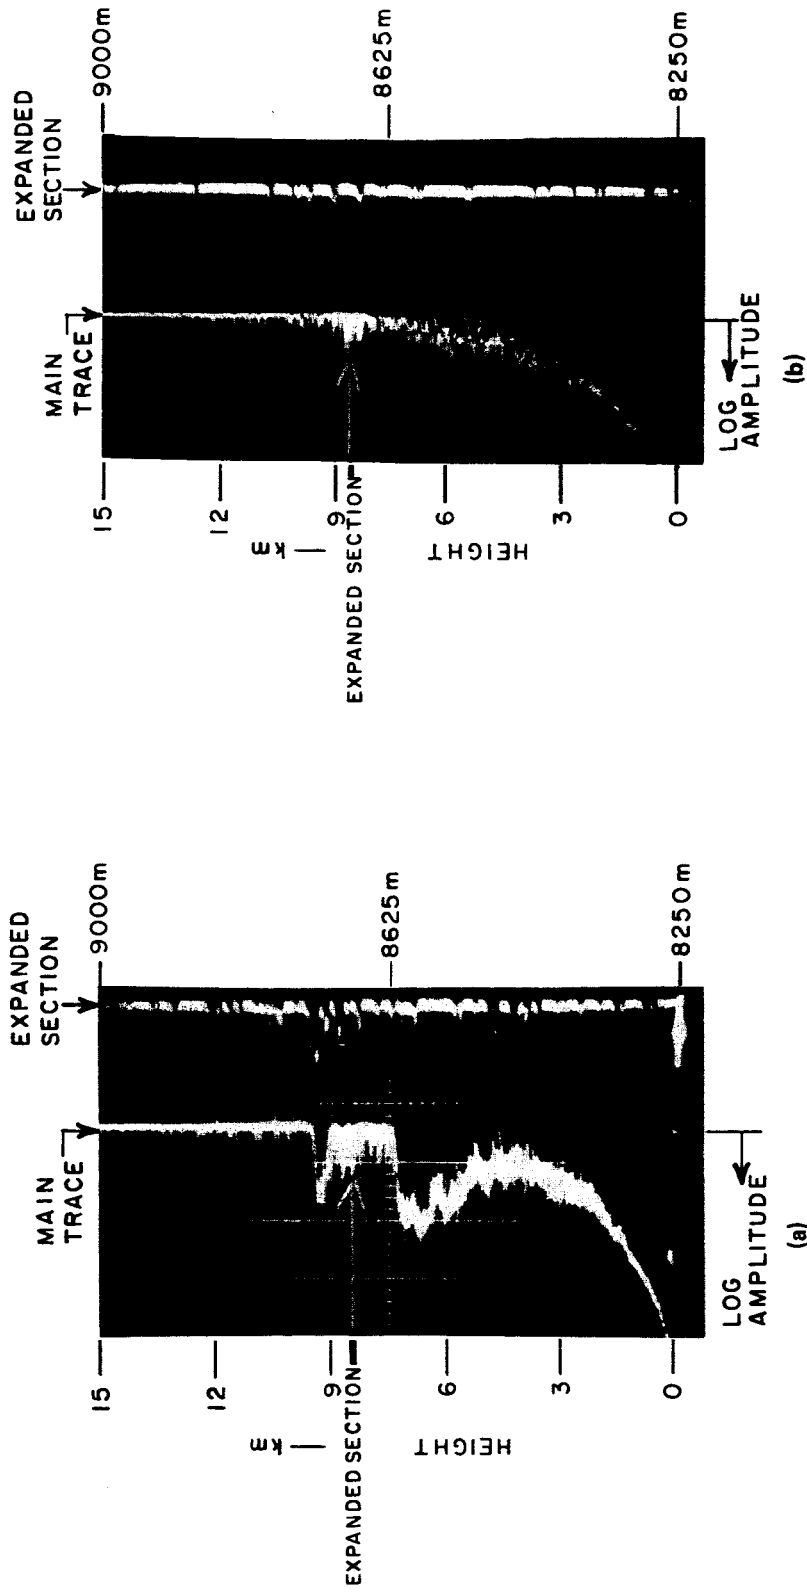 EXPANDED
SECTION
MAIN
TRACE
9000m
8625m
8250m
15
12
9
6
3
0
HEIGHT — km
EXPANDED SECTION
LOG
AMPLITUDE
(a)
EXPANDED
SECTION
MAIN
TRACE
9000m
8625m
8250m
15
12
9
6
3
0
HEIGHT — km
EXPANDED SECTION
LOG
AMPLITUDE
(b)